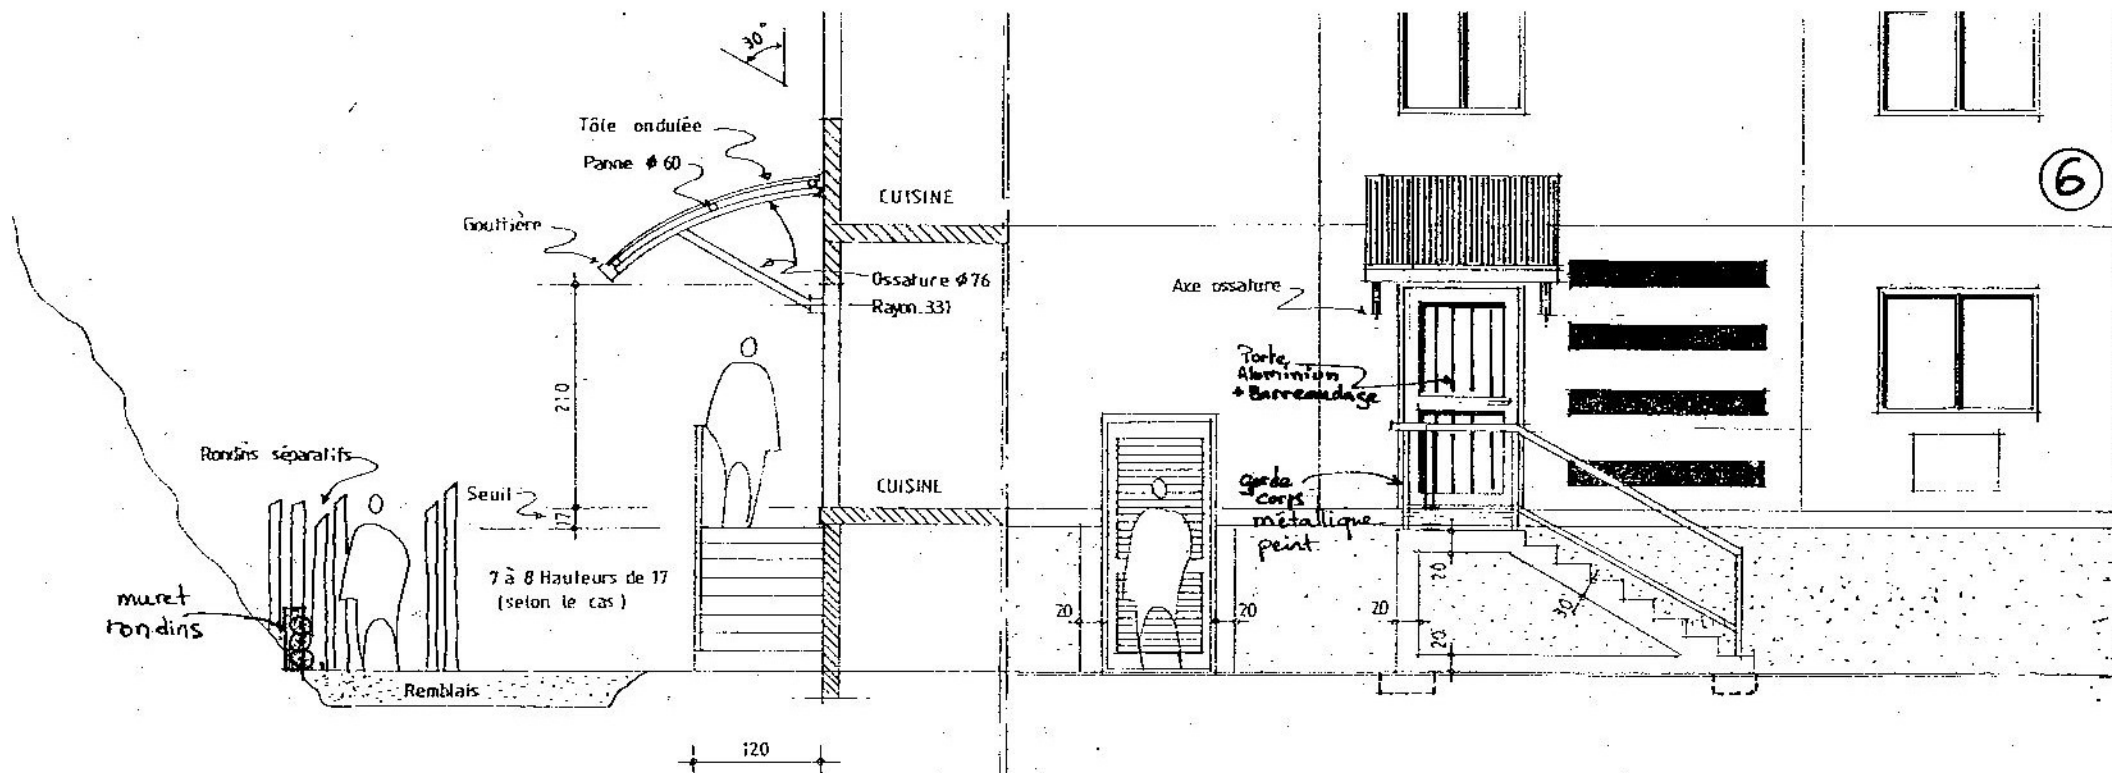 30°
Tôle ondulée
Panne ø 60
Gouttière
CUISINE
Ossature ø 76
Rayon 331
210
Rondins séparatifs
Seuil
17
CUISINE
7 à 8 Hauteurs de 17
(selon le cas)
muret
rondins
Remblais
120
6
Axe ossature
Porte
Aluminium
+ Barreaudage
garde
corps
métallique
peint
20
20
20
20
20
30